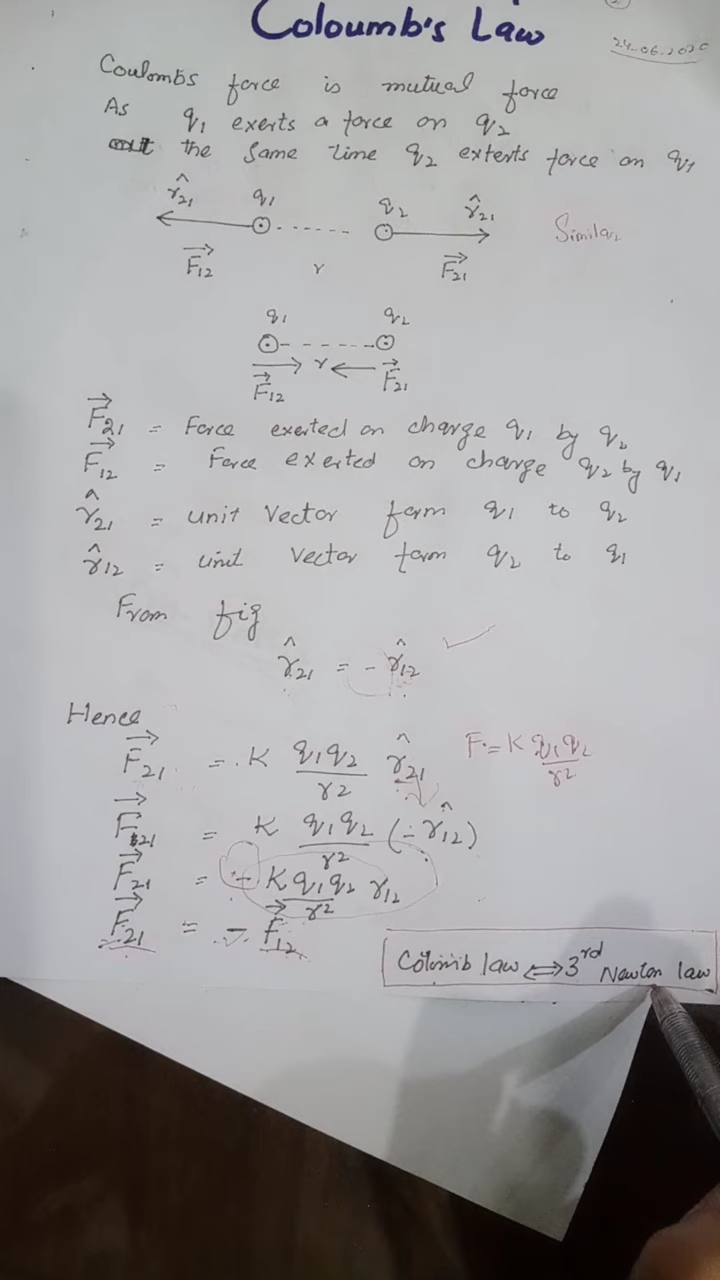 Coloumb's Law
24-06-2020
Coulombs force is mutual force
As q₁ exerts a force on q₂
the same time q₂ exterts force on q₁
r̂₂₁ q₁ q₂ r̂₂₁
F⃗₁₂ r F⃗₂₁
q₁ q₂
F⃗₁₂ r F⃗₂₁
F⃗₂₁ = Force exerted on charge q₁ by q₂
F⃗₁₂ = Force exerted on charge q₂ by q₁
r̂₂₁ = unit Vector form q₁ to q₂
r̂₁₂ = unit Vector form q₂ to q₁
From fig
r̂₂₁ = - r̂₁₂
Hence
F⃗₂₁ = K q₁q₂/r² r̂₂₁ F = K q₁q₂/r²
F⃗₂₁ = K q₁q₂/r² (-r̂₁₂)
F⃗₂₁ = - K q₁q₂/r² r₁₂
F⃗₂₁ = - F⃗₁₂
Colomb law ⇔ 3rd Newton law